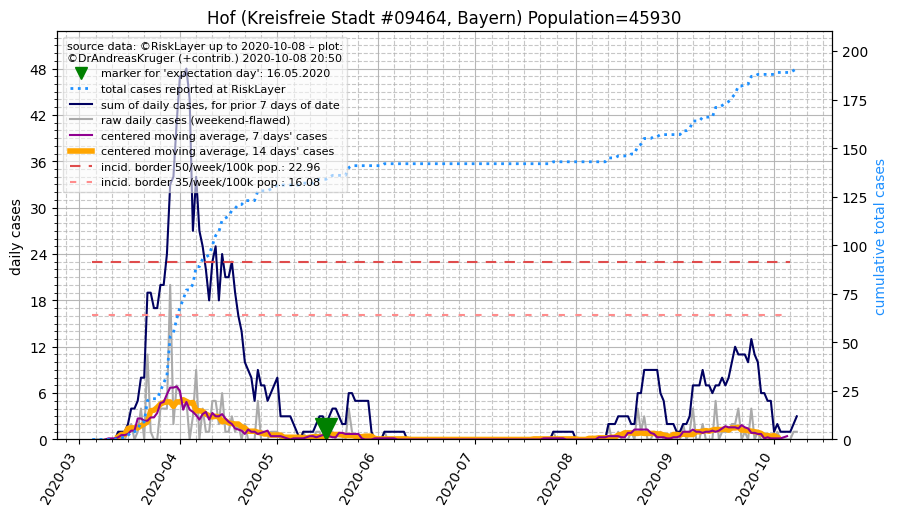 Hof (Kreisfreie Stadt #09464, Bayern) Population=45930
source data: ©RiskLayer up to 2020-10-08 – plot:
©DrAndreasKruger (+contrib.) 2020-10-08 20:50
marker for 'expectation day': 16.05.2020
total cases reported at RiskLayer
sum of daily cases, for prior 7 days of date
raw daily cases (weekend-flawed)
centered moving average, 7 days' cases
centered moving average, 14 days' cases
incid. border 50/week/100k pop.: 22.96
incid. border 35/week/100k pop.: 16.08
daily cases
48
42
36
30
24
18
12
6
0
cumulative total cases
200
175
150
125
100
75
50
25
0
2020-03
2020-04
2020-05
2020-06
2020-07
2020-08
2020-09
2020-10